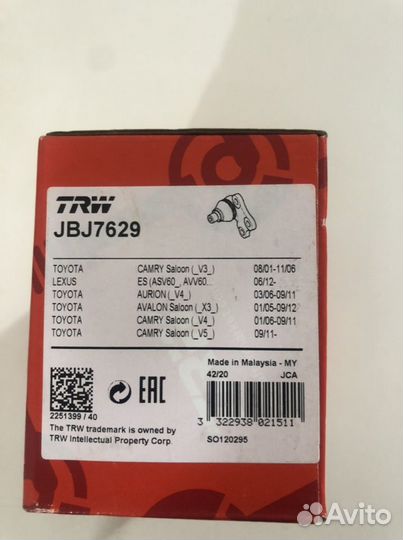 TRW
JBJ7629
TOYOTA CAMRY Saloon (_V3_) 08/01-11/06
LEXUS ES (ASV60_, AVV60... 06/12-
TOYOTA AURION (_V4_) 03/06-09/11
TOYOTA AVALON Saloon (_X3_) 01/05-09/12
TOYOTA CAMRY Saloon (_V4_) 01/06-09/11
TOYOTA CAMRY Saloon (_V5_) 09/11-
Made in Malaysia - MY
42/20 JCA
EAC
2251399 / 40
3 322938 021511
The TRW trademark is owned by
TRW Intellectual Property Corp.
SO120295
Avito